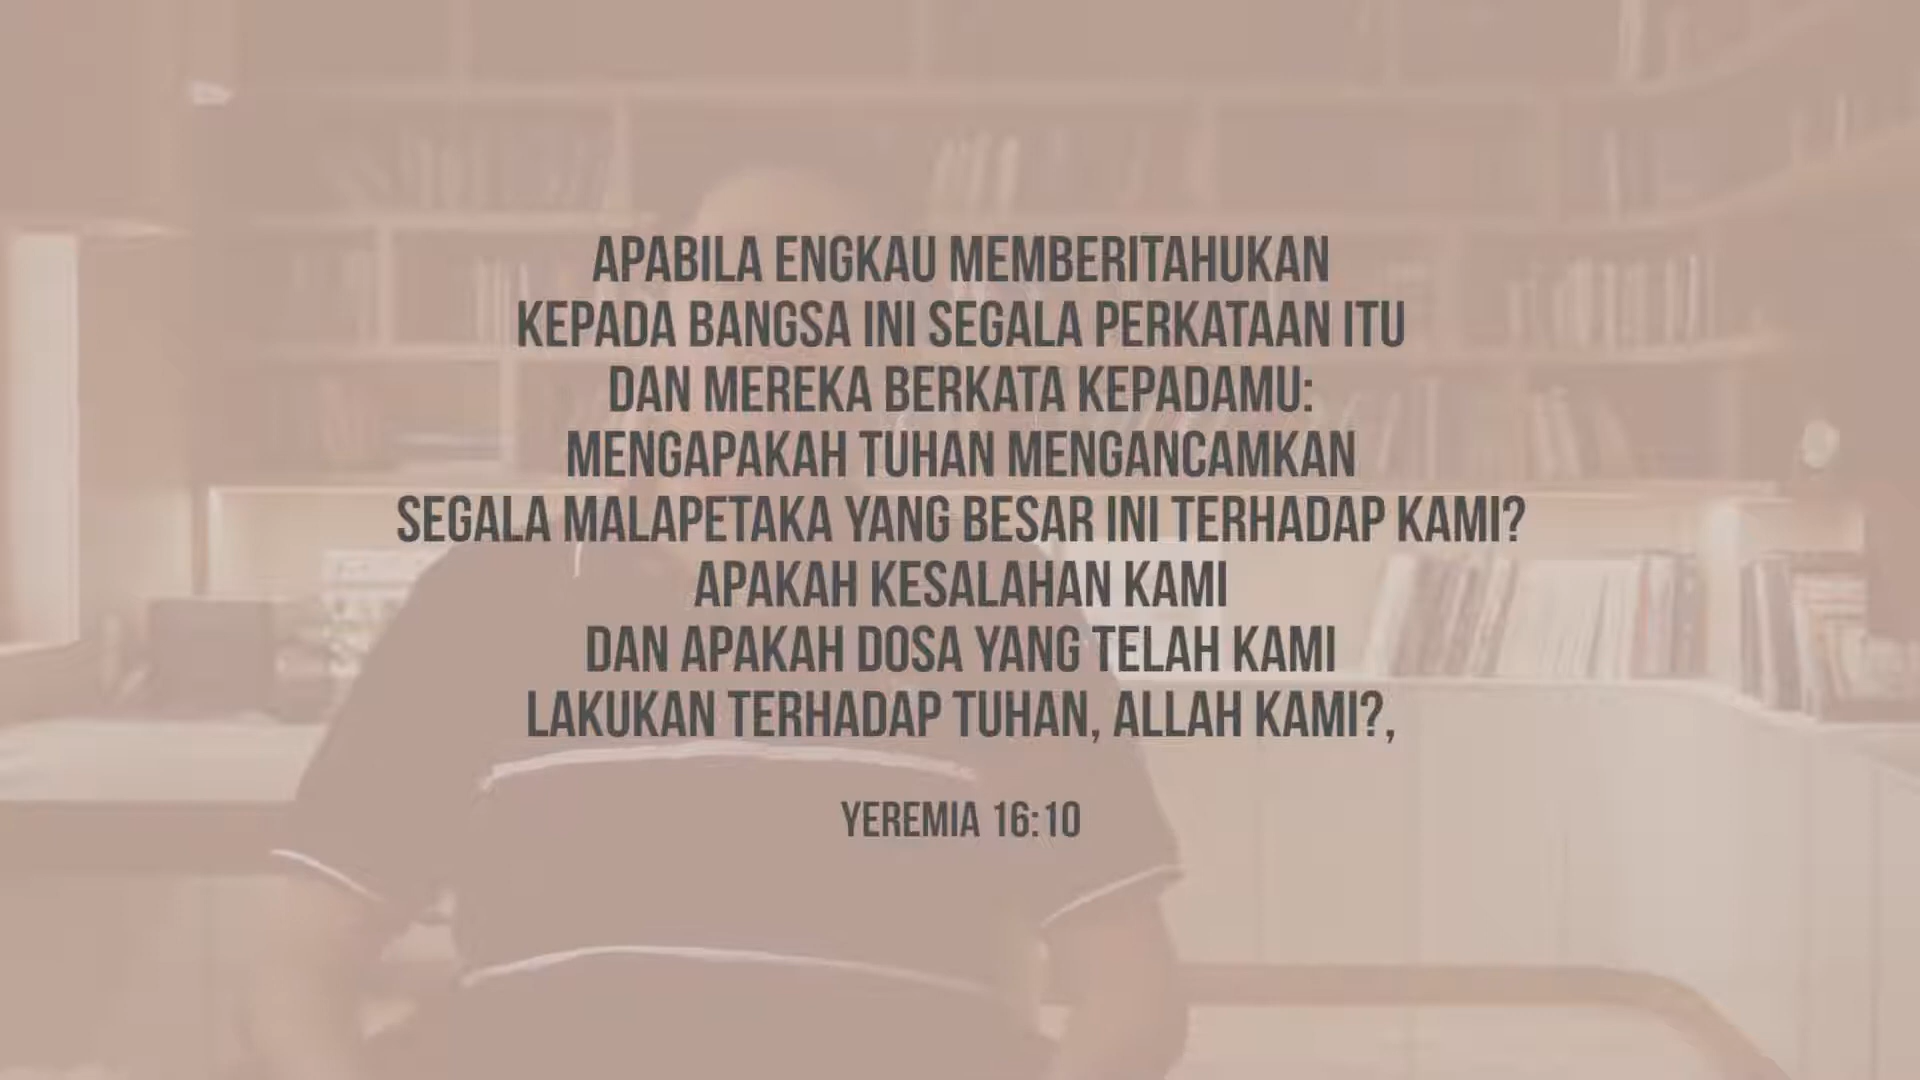 APABILA ENGKAU MEMBERITAHUKAN
KEPADA BANGSA INI SEGALA PERKATAAN ITU
DAN MEREKA BERKATA KEPADAMU:
MENGAPAKAH TUHAN MENGANCAMKAN
SEGALA MALAPETAKA YANG BESAR INI TERHADAP KAMI?
APAKAH KESALAHAN KAMI
DAN APAKAH DOSA YANG TELAH KAMI
LAKUKAN TERHADAP TUHAN, ALLAH KAMI?,
YEREMIA 16:10